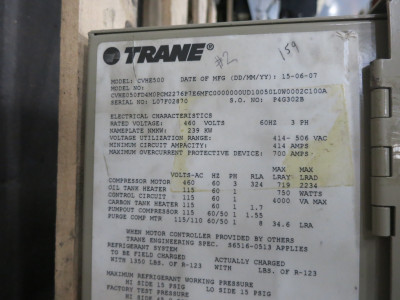 TRANE®
#2
159
MODEL: CVHE500 DATE OF MFG (DD/MM/YY): 15-06-07
MODEL NO:
SERIAL NO: L07F02870 S.O. NO: P4G302B
ELECTRICAL CHARACTERISTICS
RATED VOLTAGE: 460 VOLTS 60HZ 3 PH
NAMEPLATE HMKW: 239 KW
VOLTAGE UTILIZATION RANGE: 414- 506 VAC
MINIMUM CIRCUIT AMPACITY: 414 AMPS
MAXIMUM OVERCURRENT PROTECTIVE DEVICE: 700 AMPS
MAX MAX
VOLTS-AC HZ PH RLA LRYA LRAD
COMPRESSOR MOTOR 460 60 3 324 719 2234
OIL TANK HEATER 115 60 1 750 WATTS
CONTROL CIRCUIT 115 60 1 4000 VA MAX
CARBON TANK HEATER 115 60 1 1.7
PUMPOUT COMPRESSOR 115 60/50 1 1.55
PURGE COMP MTR 115/110 60/50 1 8 34.6 LRA
WHEN MOTOR CONTROLLER PROVIDED BY OTHERS
TRANE ENGINEERING SPEC. S6516-0513 APPLIES
REFRIGERANT SYSTEM
TO BE FIELD CHARGED ACTUALLY CHARGED
WITH 1350 LBS. OF R-123 WITH LBS. OF R-123
MAXIMUM REFRIGERANT WORKING PRESSURE
HI SIDE 15 PSIG LO SIDE 15 PSIG
FACTORY TEST PRESSURE